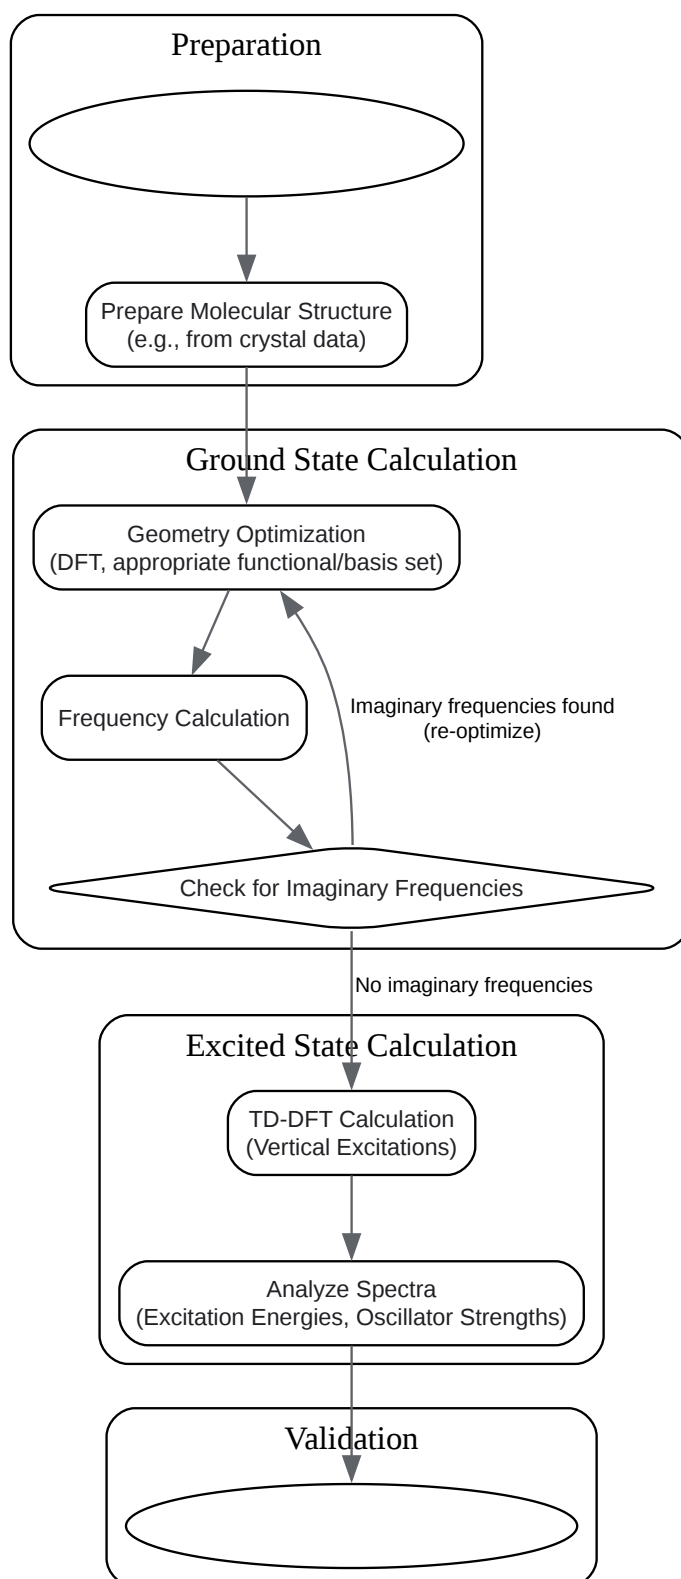 Preparation
Prepare Molecular Structure
(e.g., from crystal data)
Ground State Calculation
Geometry Optimization
(DFT, appropriate functional/basis set)
Frequency Calculation
Imaginary frequencies found
(re-optimize)
Check for Imaginary Frequencies
No imaginary frequencies
Excited State Calculation
TD-DFT Calculation
(Vertical Excitations)
Analyze Spectra
(Excitation Energies, Oscillator Strengths)
Validation